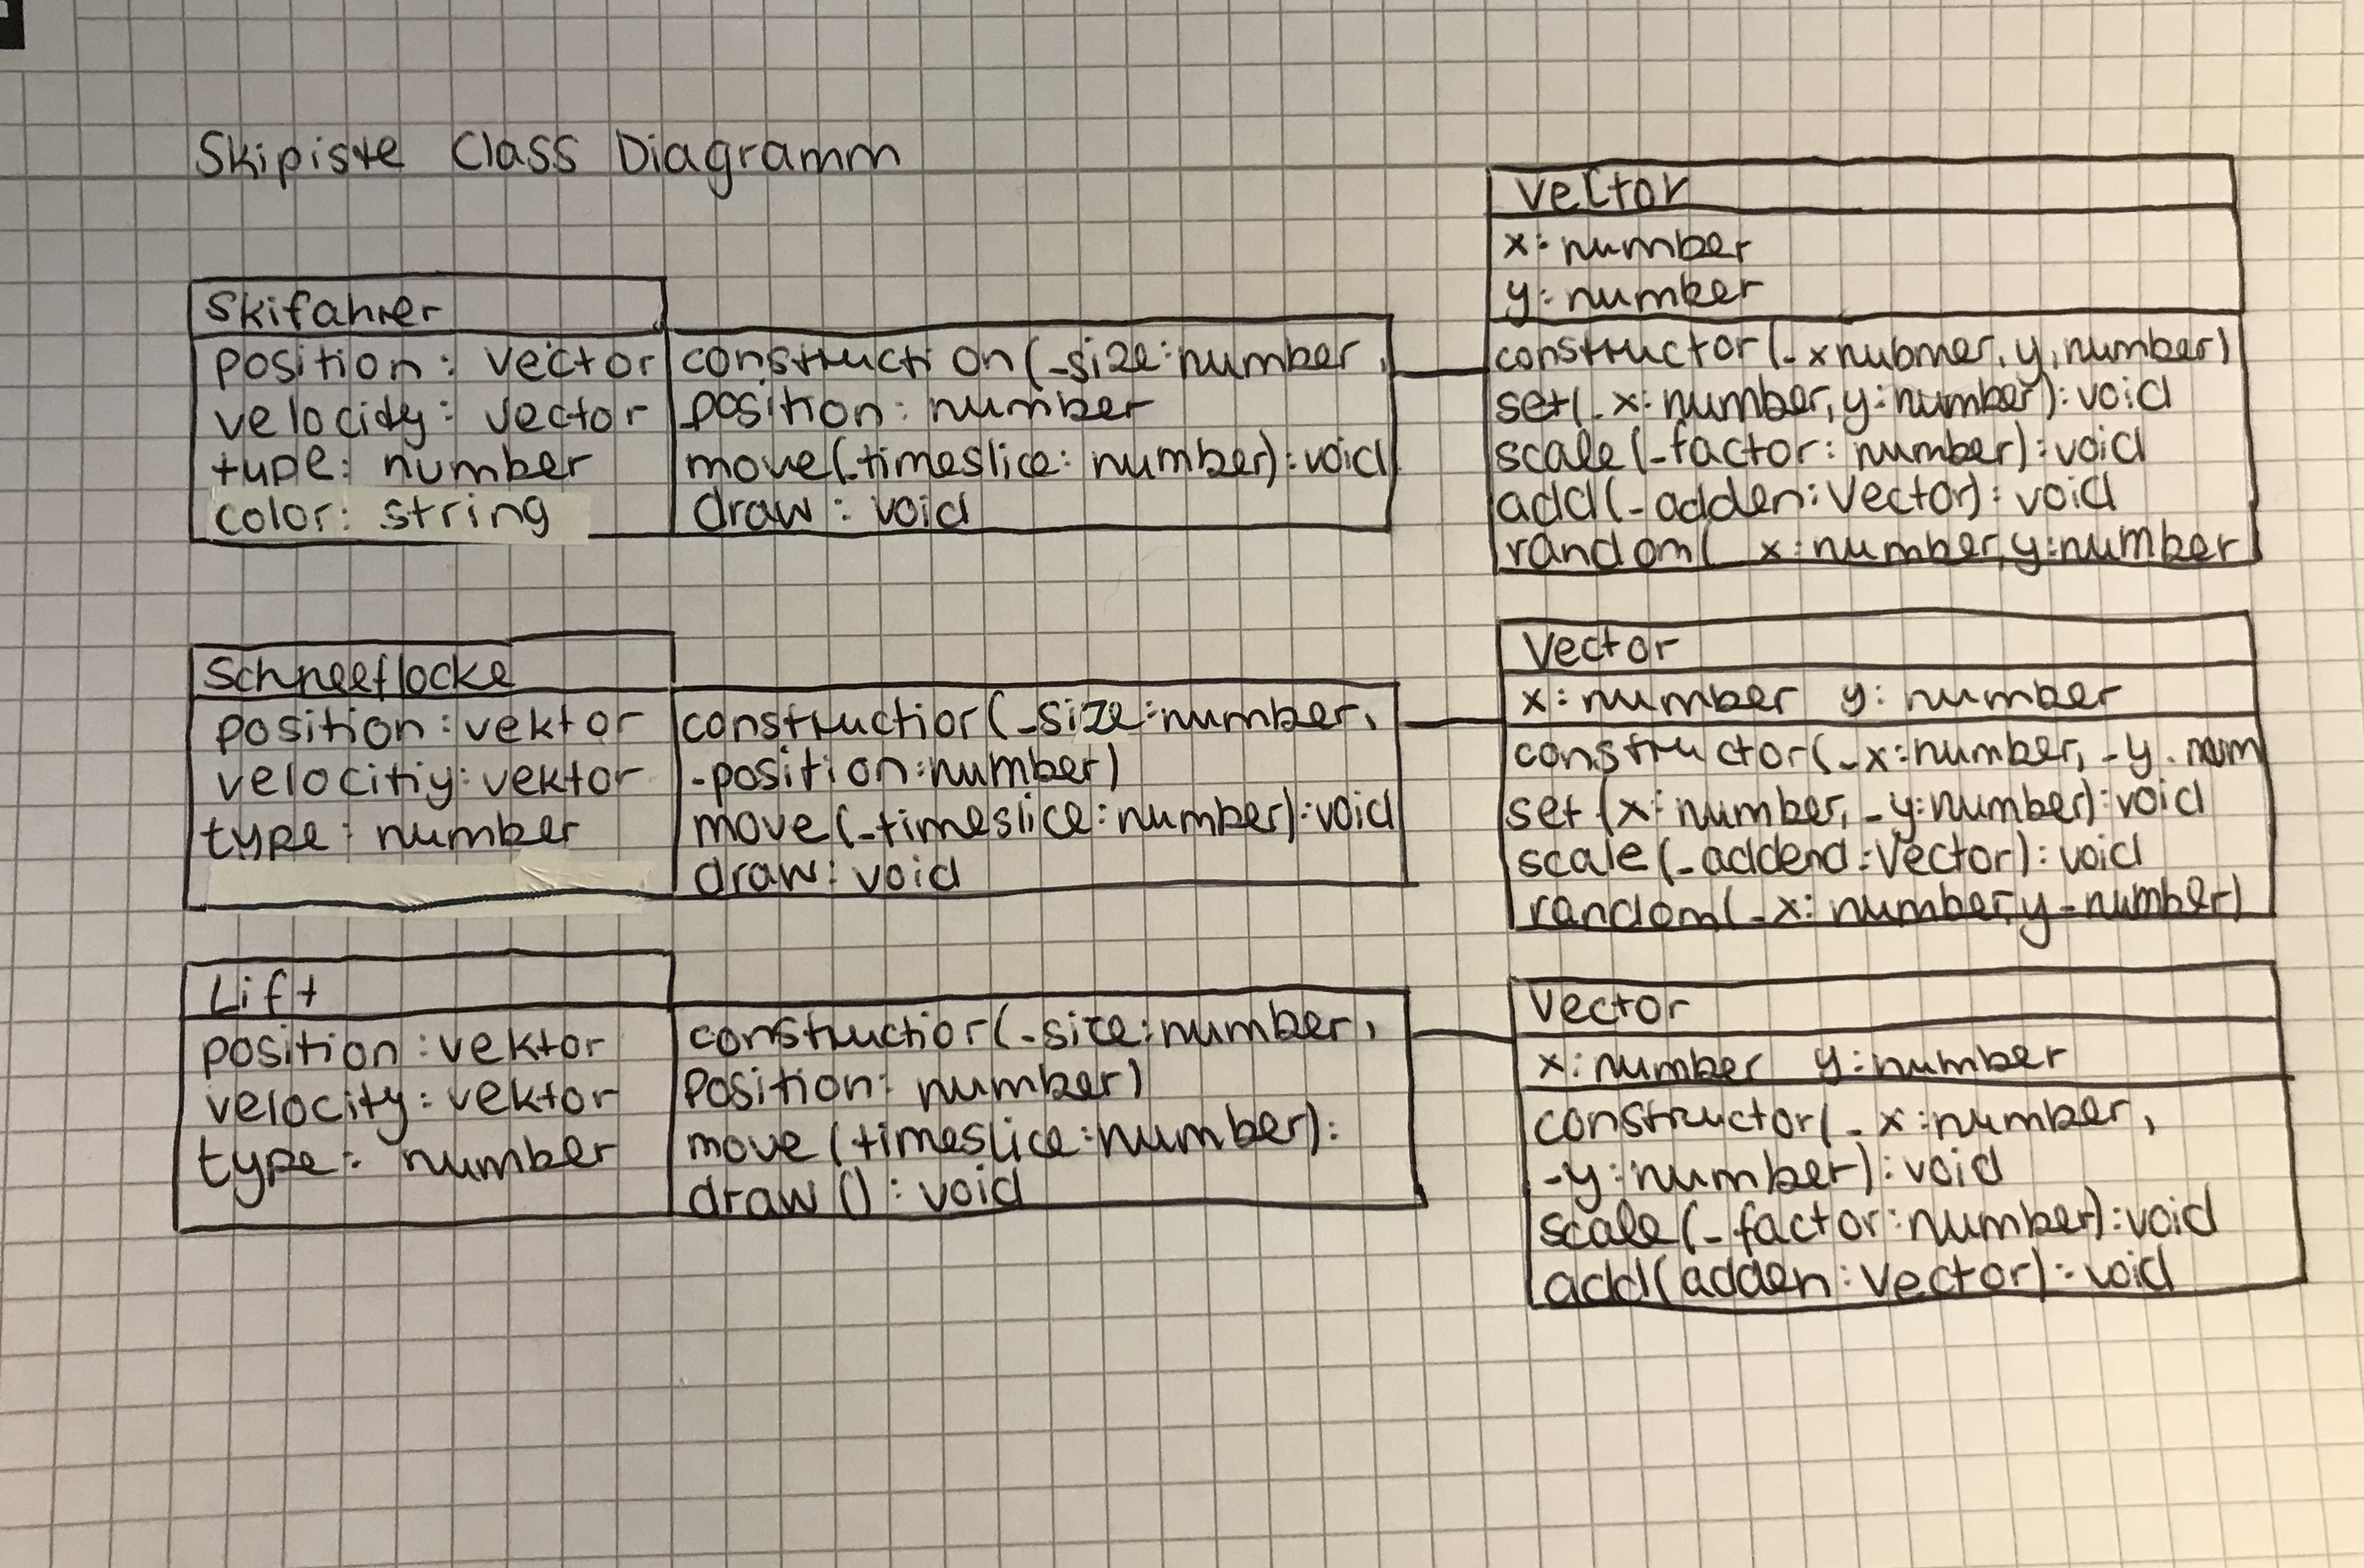 Skipiste Class Diagramm
Skifahrer
position: vector
velocidy: vector
type: number
color: string
construction(_size:number,
position: number
move(_timeslice: number): void
draw: void
Vector
x: number
y: number
constructor(_xnubmer, y,number)
set(_x: number, y: number): void
scale(_factor: number): void
add(_adden: Vector): void
random(_x: number, y: number
Schneeflocke
position: vektor
velocitiy: vektor
type: number
constructior(_size:number,
_position:number)
move(_timeslice:number): void
draw: void
Vector
x: number y: number
constructor(_x:number, _y. num
set (x: number, _y:number): void
scale(_addend: Vector): void
random(_x: number, y_number)
Lift
position: vektor
velocity: vektor
type: number
constructior(_size:number,
Position: number)
move (timeslice:number):
draw(): void
Vector
x: number y: number
constructor(_x:number,
_y:number): void
scale(_factor:number): void
add(adden: Vector): void